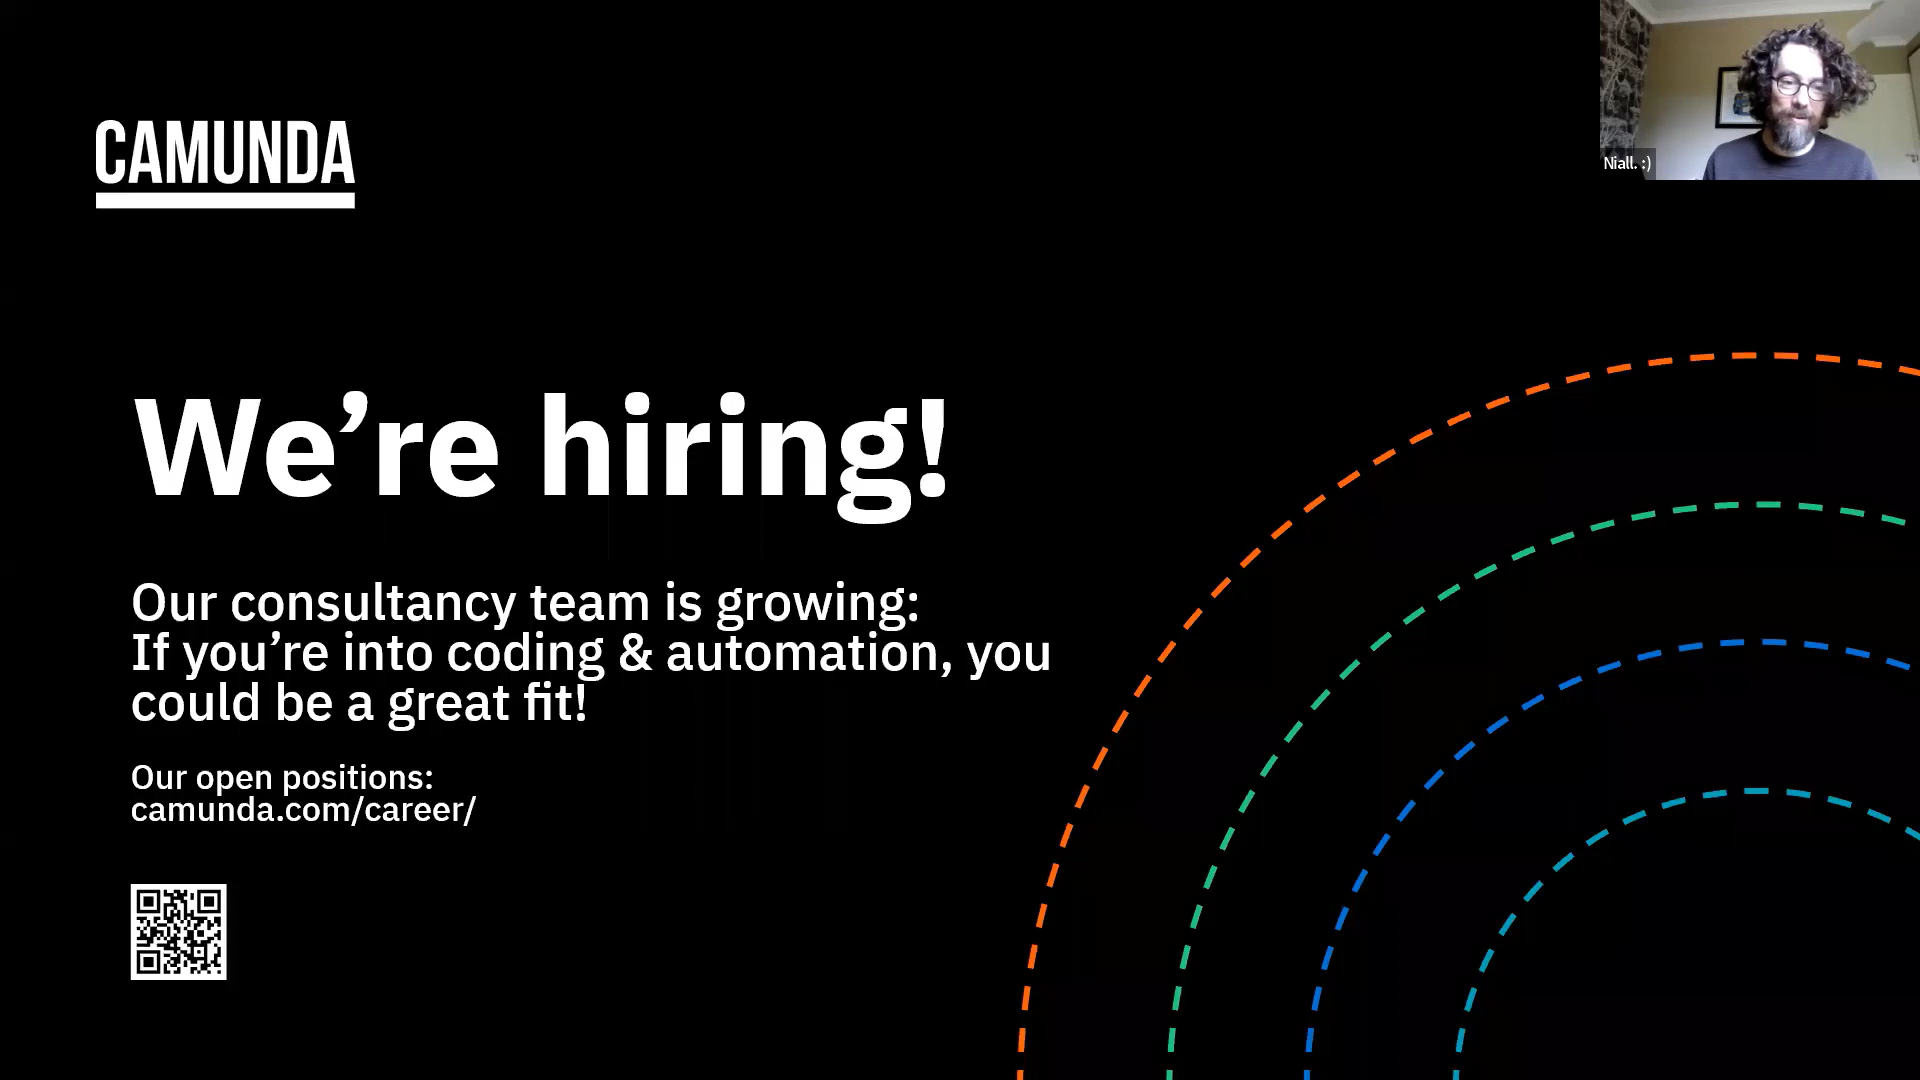 CAMUNDA
Niall. :)
We’re hiring!
Our consultancy team is growing:
If you’re into coding & automation, you
could be a great fit!
Our open positions:
camunda.com/career/